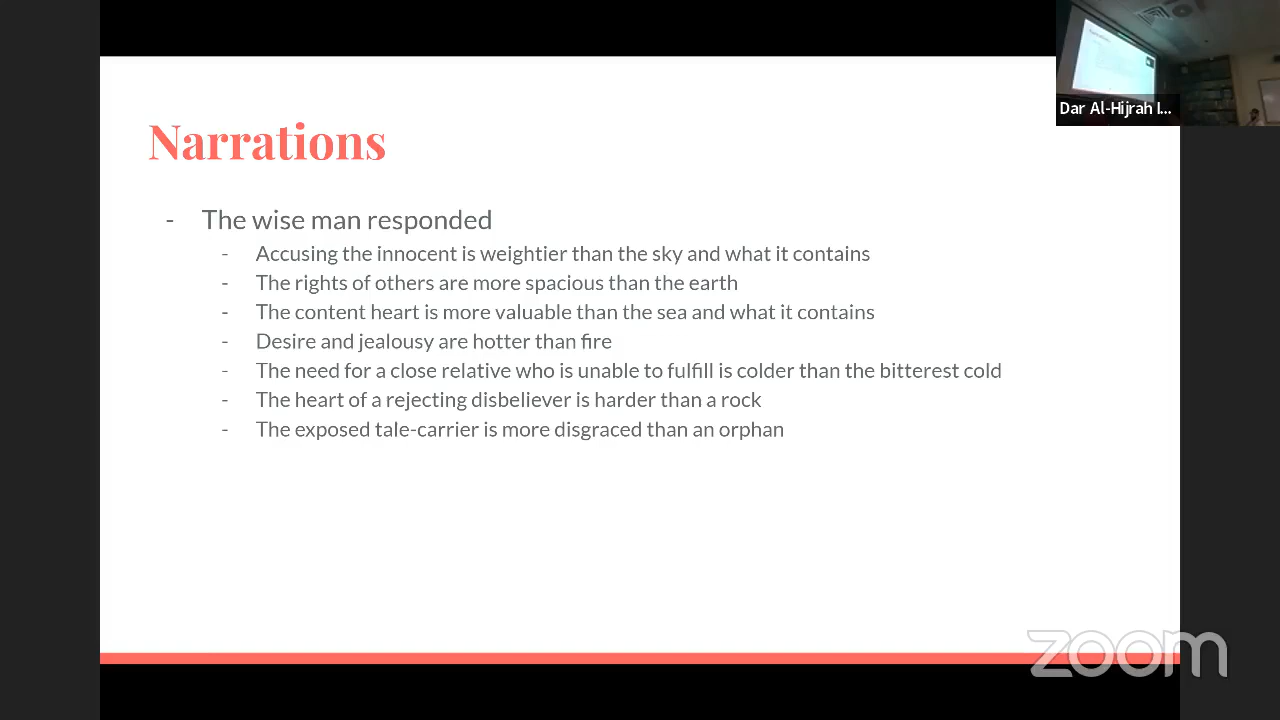 Narrations
- The wise man responded
- Accusing the innocent is weightier than the sky and what it contains
- The rights of others are more spacious than the earth
- The content heart is more valuable than the sea and what it contains
- Desire and jealousy are hotter than fire
- The need for a close relative who is unable to fulfill is colder than the bitterest cold
- The heart of a rejecting disbeliever is harder than a rock
- The exposed tale-carrier is more disgraced than an orphan
Dar Al-Hijrah I...
zoom